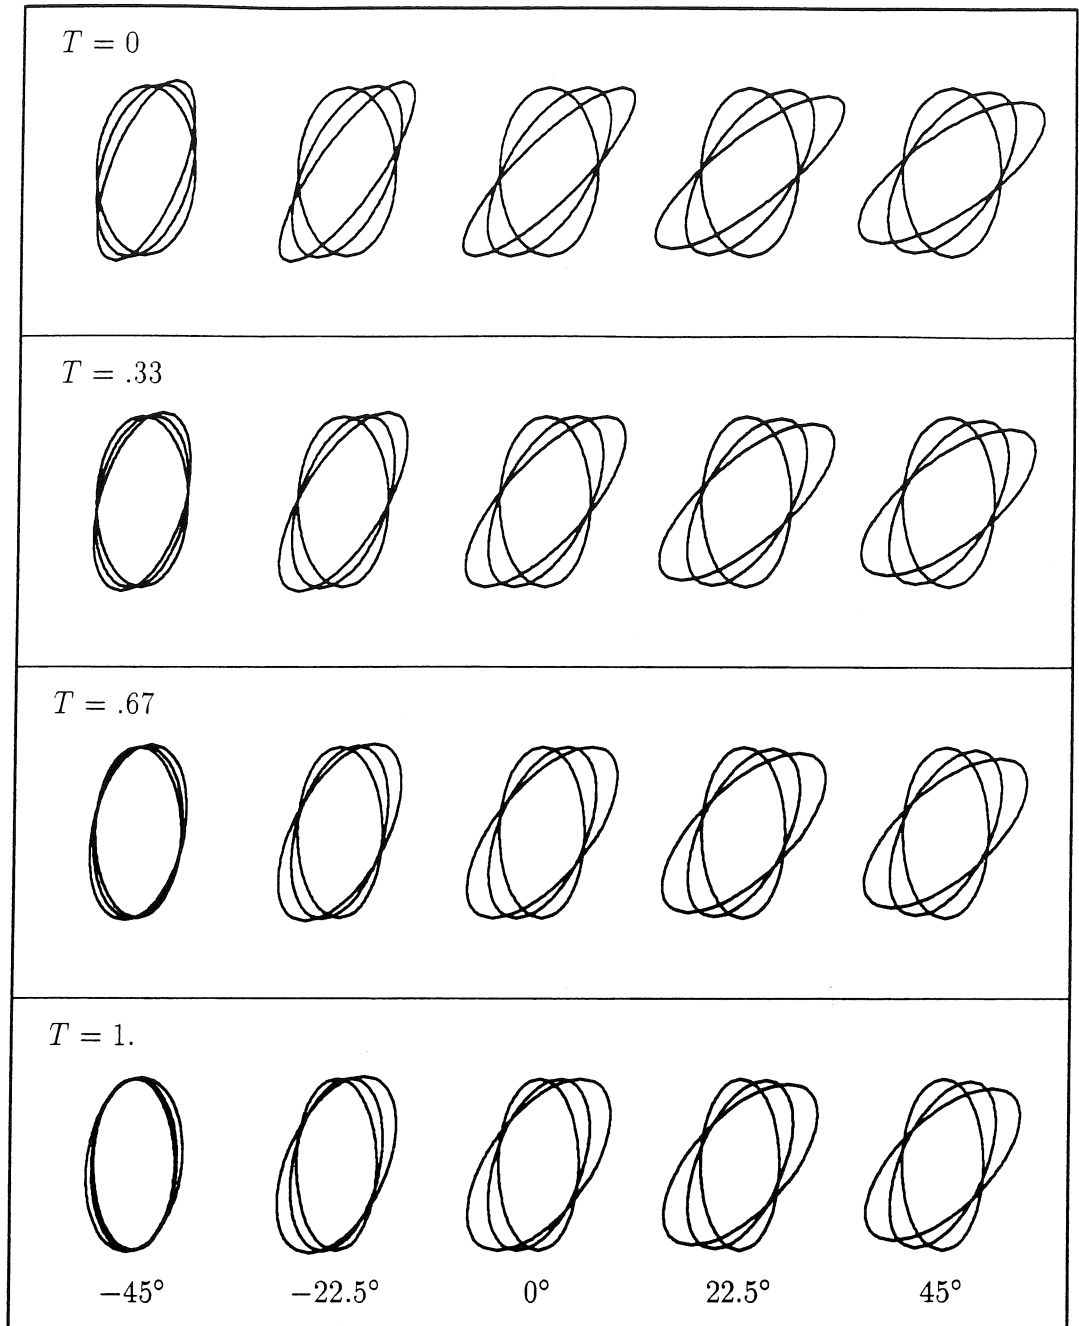 T = 0
T = .33
T = .67
T = 1.
−45° −22.5° 0° 22.5° 45°